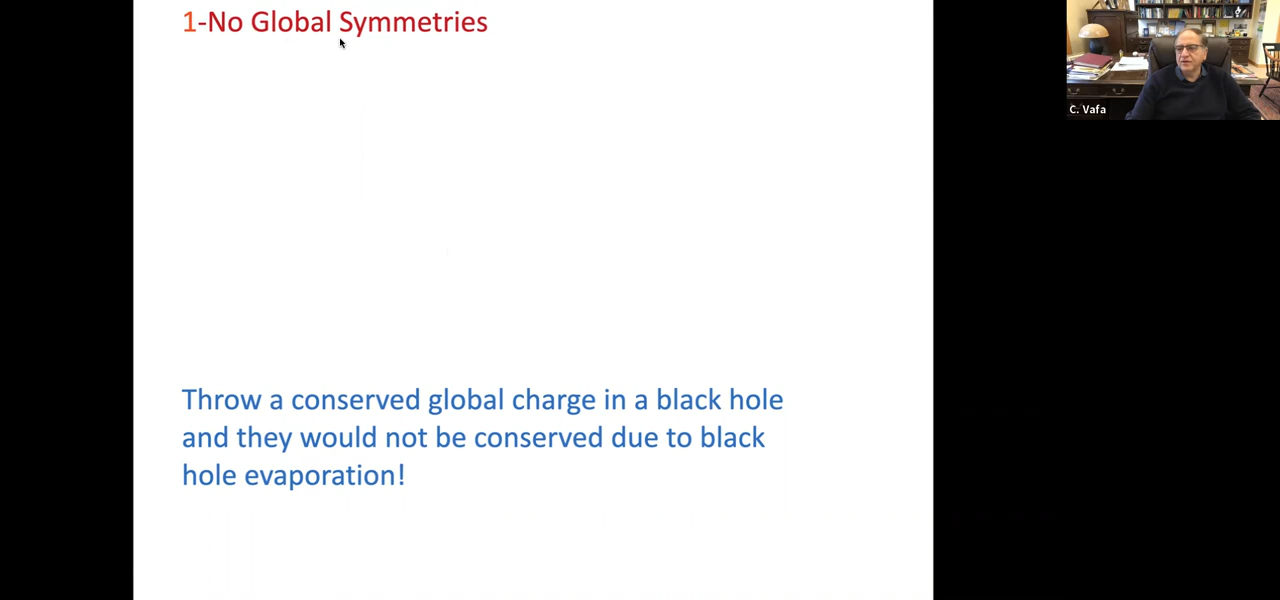 1-No Global Symmetries
C. Vafa
Throw a conserved global charge in a black hole
and they would not be conserved due to black
hole evaporation!